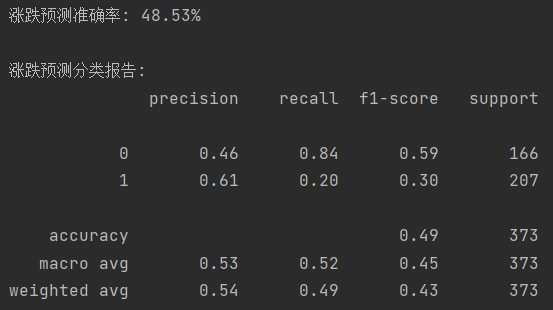 涨跌预测准确率: 48.53%
涨跌预测分类报告:
precision recall f1-score support
0 0.46 0.84 0.59 166
1 0.61 0.20 0.30 207
accuracy 0.49 373
macro avg 0.53 0.52 0.45 373
weighted avg 0.54 0.49 0.43 373